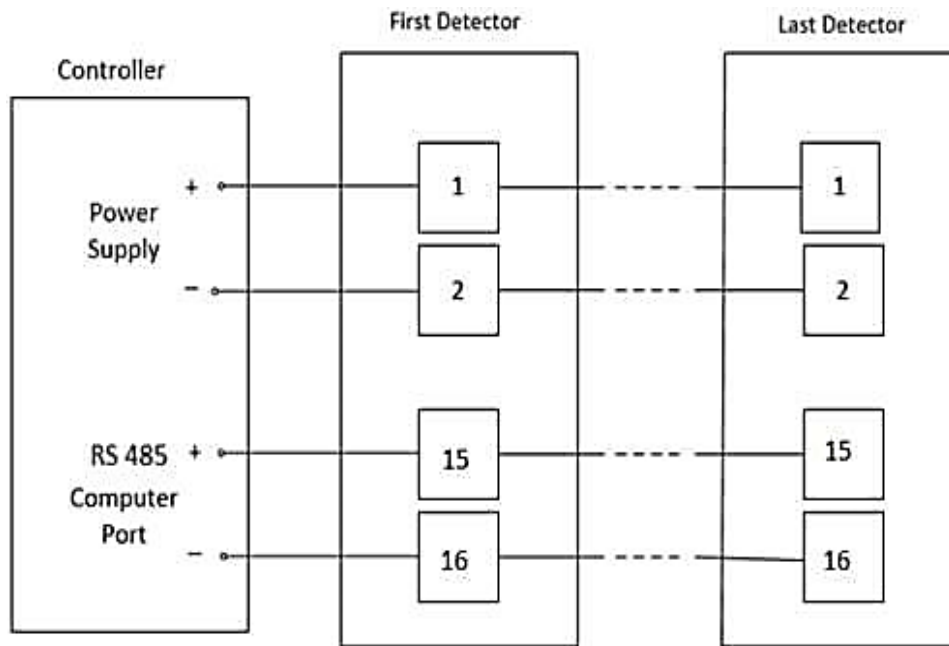 First Detector
Last Detector
Controller
+
1
1
Power
Supply
−
2
2
RS 485 +
15
15
Computer
Port
−
16
16